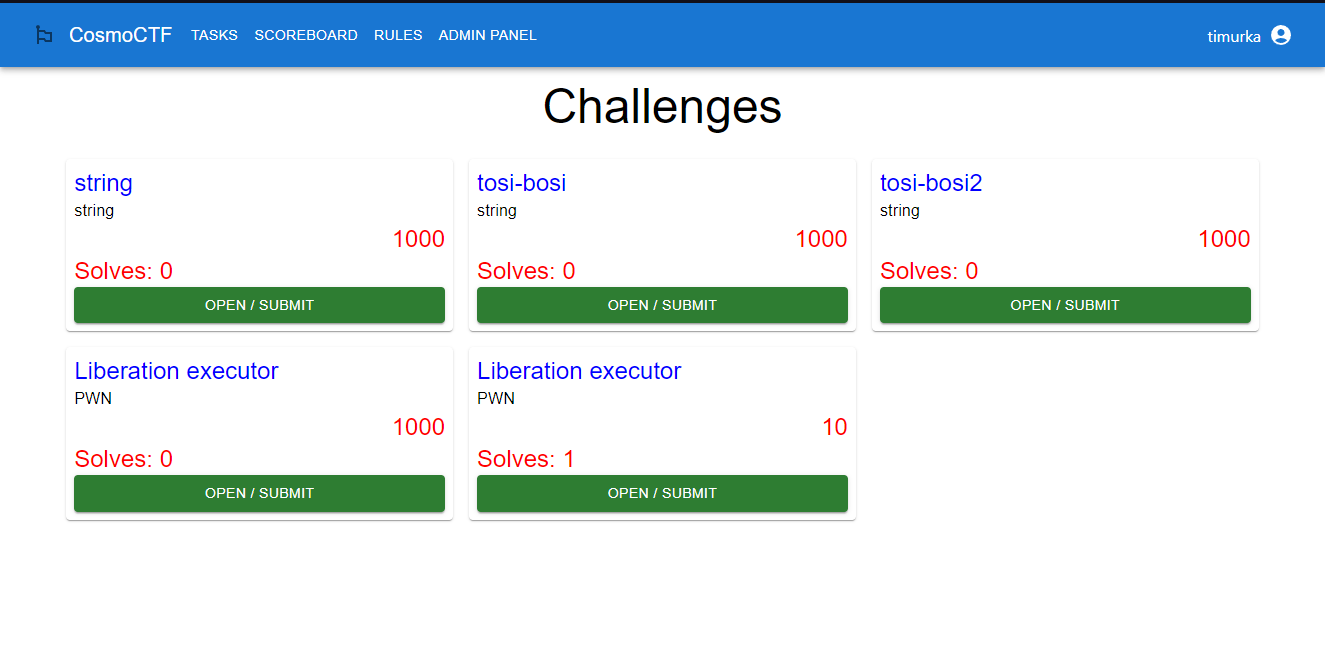 CosmoCTF TASKS SCOREBOARD RULES ADMIN PANEL timurka
Challenges
string
string
1000
Solves: 0
OPEN / SUBMIT
tosi-bosi
string
1000
Solves: 0
OPEN / SUBMIT
tosi-bosi2
string
1000
Solves: 0
OPEN / SUBMIT
Liberation executor
PWN
1000
Solves: 0
OPEN / SUBMIT
Liberation executor
PWN
10
Solves: 1
OPEN / SUBMIT